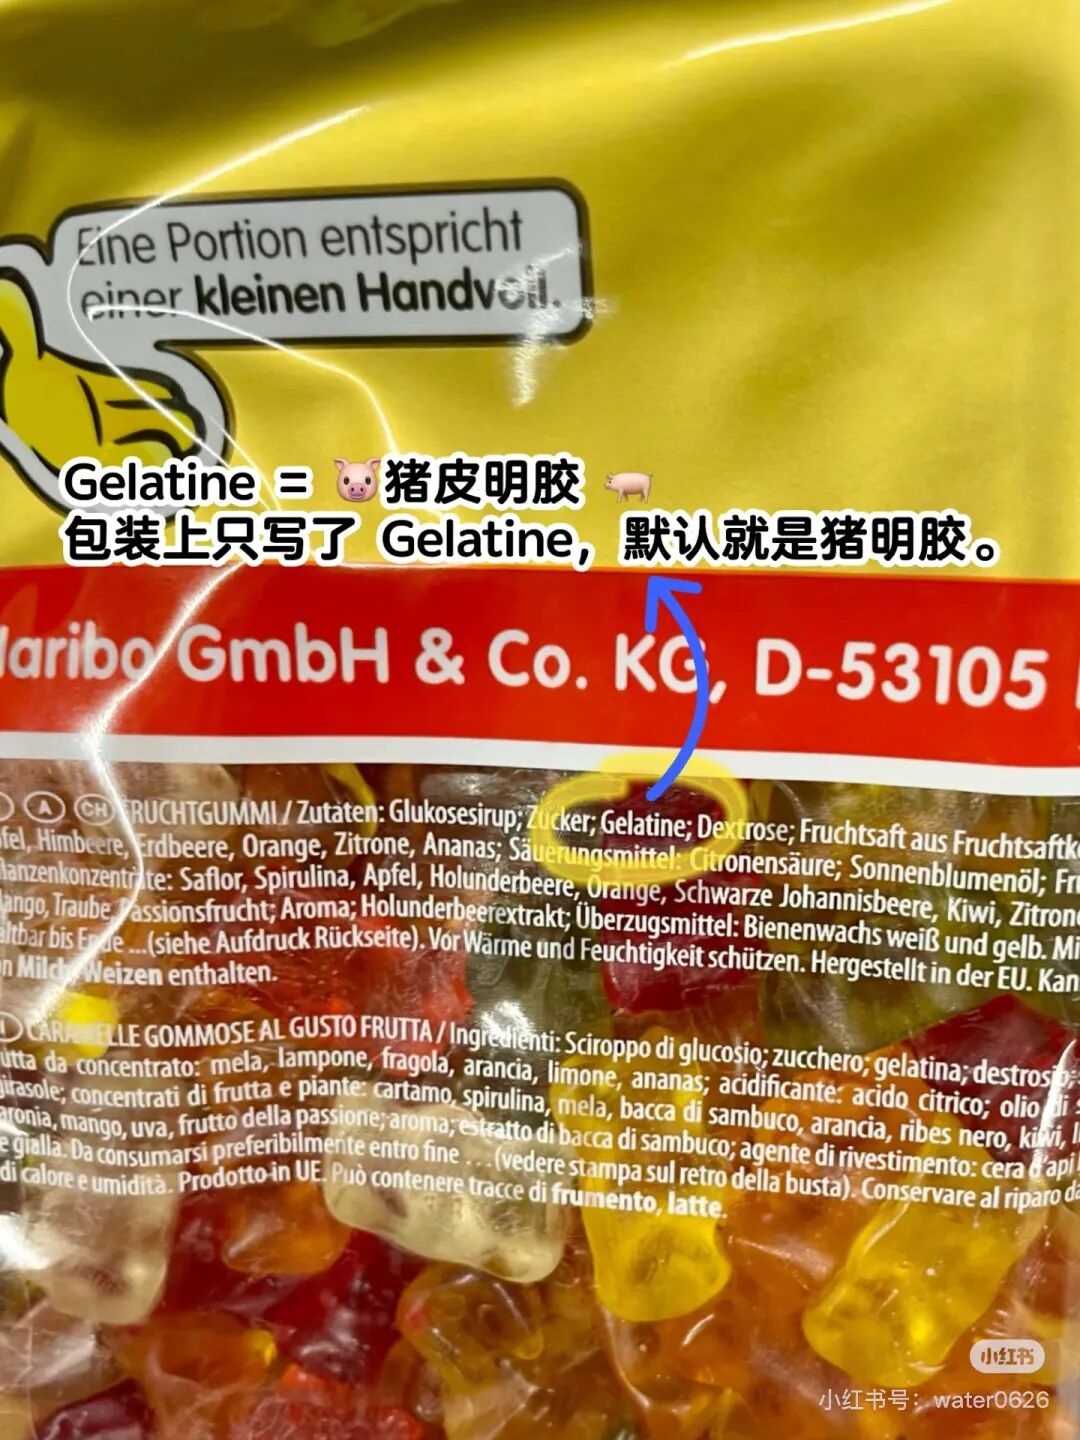 Eine Portion entspricht
einer kleinen Handvoll.
Gelatine = 🐷猪皮明胶 🐖
包装上只写了 Gelatine，默认就是猪明胶。
Haribo GmbH & Co. KG, D-53105
A CH FRUCHTGUMMI / Zutaten: Glukosesirup; Zucker; Gelatine; Dextrose; Fruchtsaft aus
Himbeere, Erdbeere, Orange, Zitrone, Ananas; Säuerungsmittel: Citronensäure; Sonnenblumenöl;
Saflor, Spirulina, Apfel, Holunderbeere, Orange, Schwarze Johannisbeere, Kiwi,
Traube, Passionsfrucht; Aroma; Holunderbeerextrakt; Überzugsmittel: Bienenwachs weiß und gelb.
bis Ende ...(siehe Aufdruck Rückseite). Vor Wärme und Feuchtigkeit schützen. Hergestellt in der EU.
Milch, Weizen enthalten.
CARAMELLE GOMMOSE AL GUSTO FRUTTA / Ingredienti: Sciroppo di glucosio; zucchero; gelatina;
da concentrato: mela, lampone, fragola, arancia, limone, ananas; acidificante: acido citrico; olio di
concentrati di frutta e piante: cartamo, spirulina, mela, bacca di sambuco, arancia, ribes nero, kiwi,
mango, uva, frutto della passione; aroma; estratto di bacca di sambuco; agente di rivestimento: cera d'api
e gialla. Da consumarsi preferibilmente entro fine ...(vedere stampa sul retro della busta). Conservare al riparo
di calore e umidità. Prodotto in UE. Può contenere tracce di frumento, latte.
小红书
小红书号：water0626